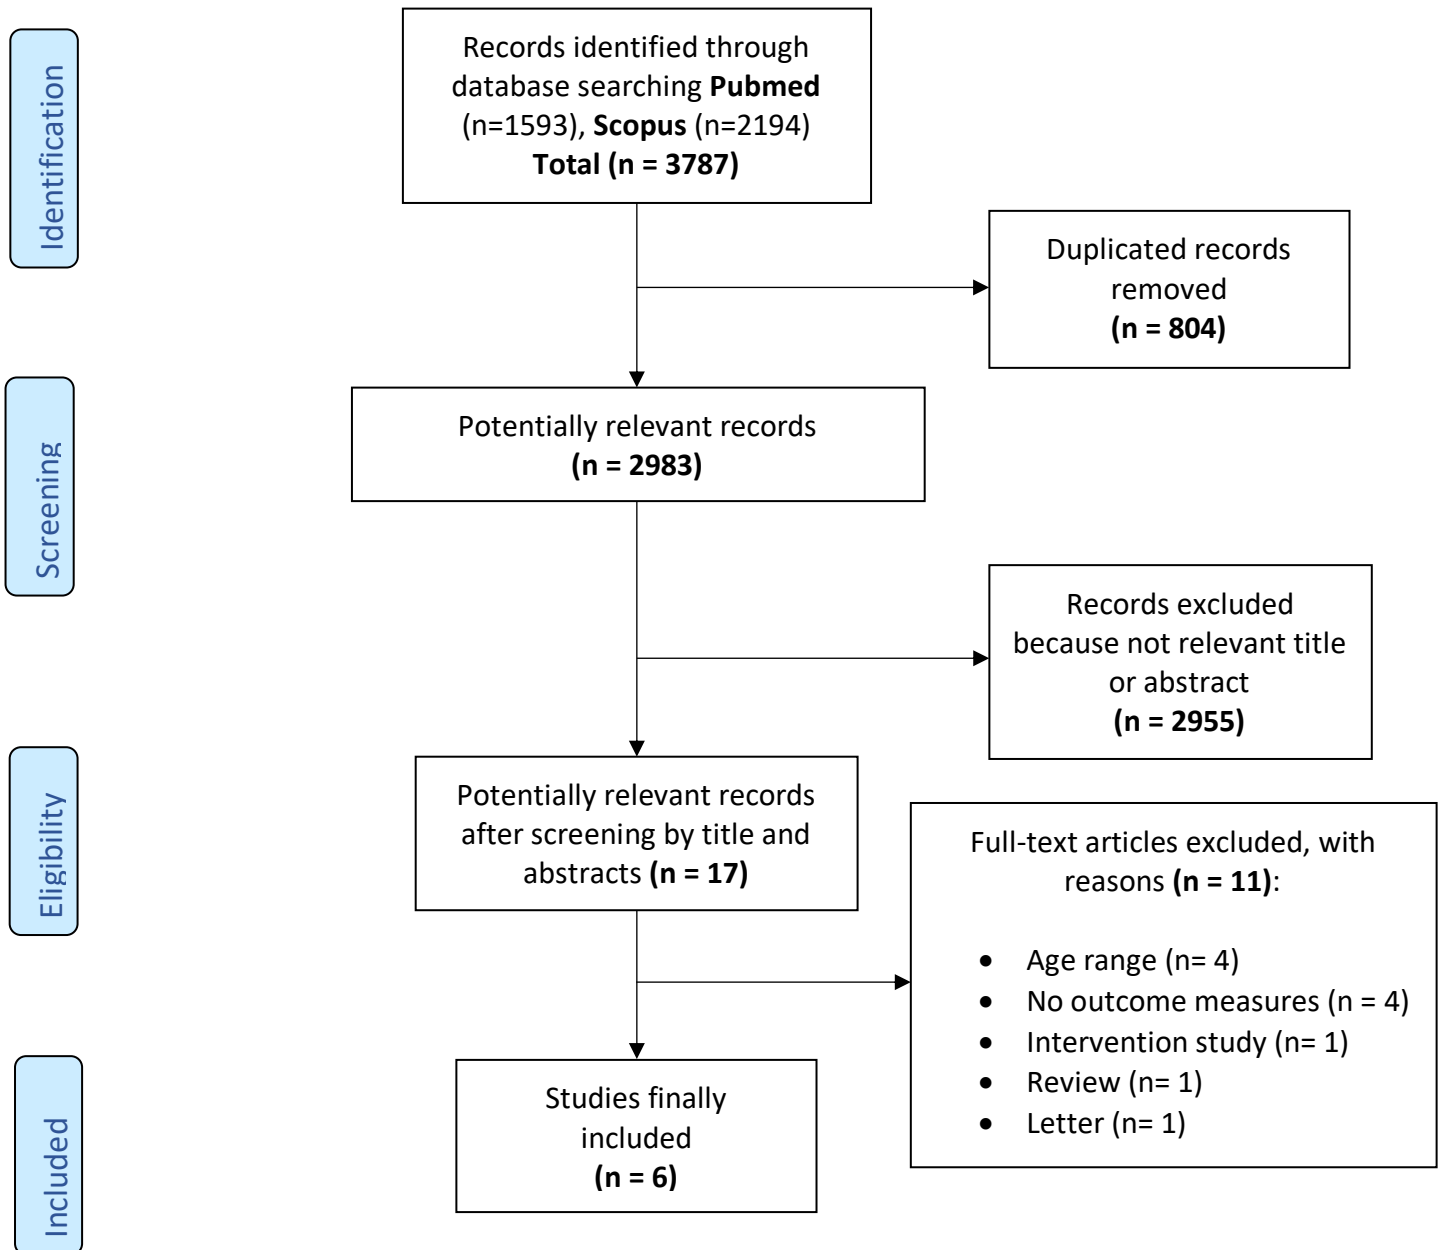 Identification
Records identified through
database searching Pubmed
(n=1593), Scopus (n=2194)
Total (n = 3787)
Duplicated records
removed
(n = 804)
Screening
Potentially relevant records
(n = 2983)
Records excluded
because not relevant title
or abstract
(n = 2955)
Eligibility
Potentially relevant records
after screening by title and
abstracts (n = 17)
Full-text articles excluded, with
reasons (n = 11):
• Age range (n= 4)
• No outcome measures (n = 4)
• Intervention study (n= 1)
• Review (n= 1)
• Letter (n= 1)
Included
Studies finally
included
(n = 6)